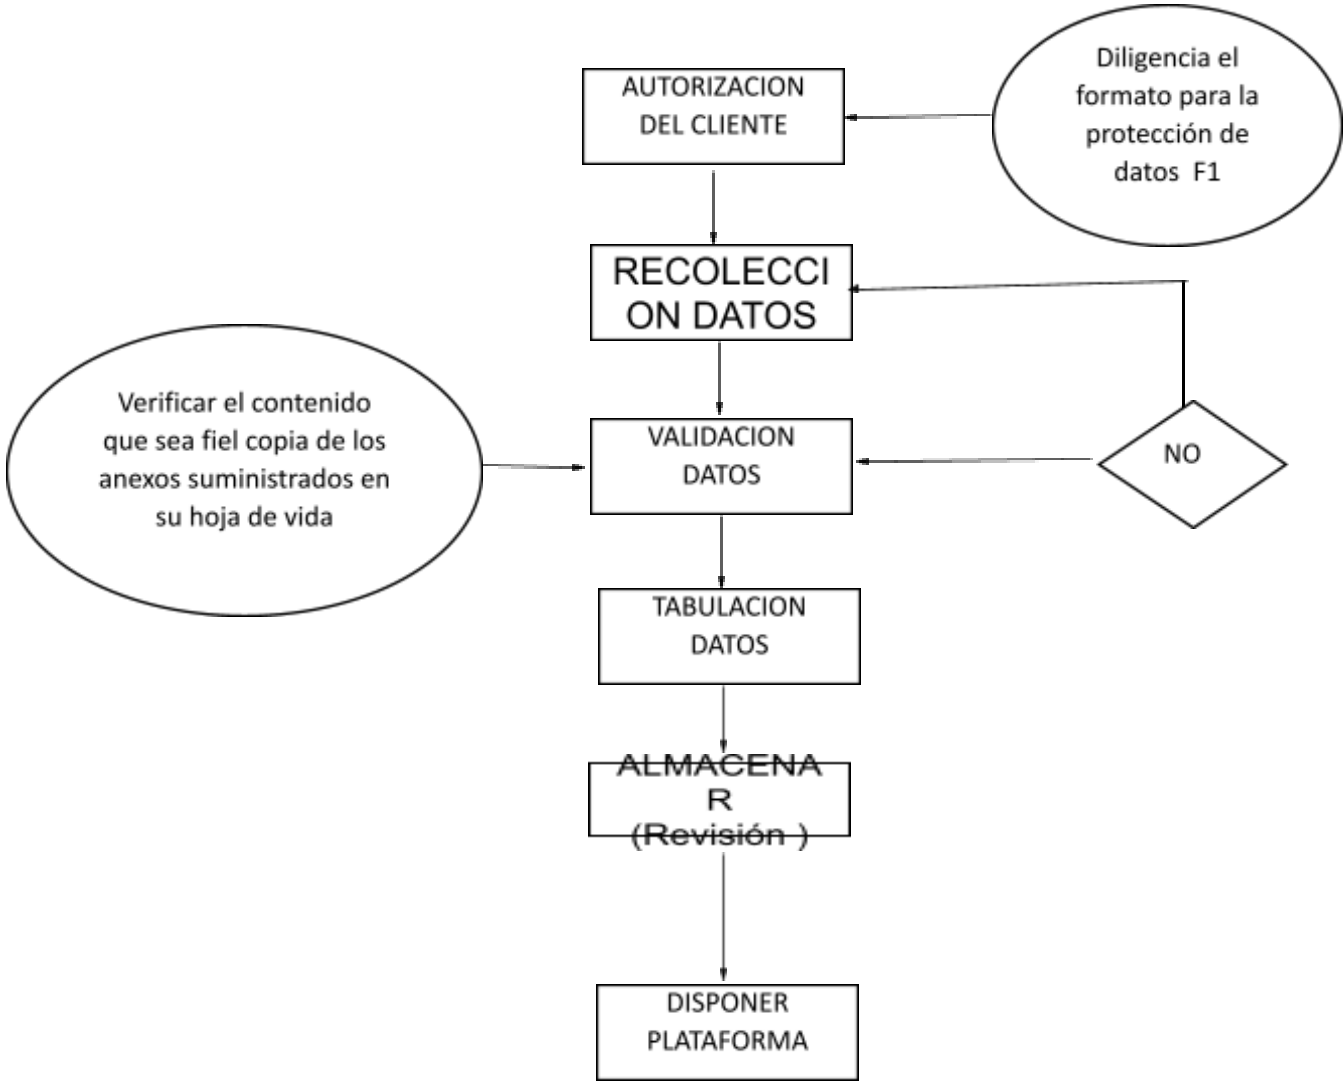 AUTORIZACION
DEL CLIENTE
Diligencia el
formato para la
protección de
datos F1
RECOLECCI
ON DATOS
Verificar el contenido
que sea fiel copia de los
anexos suministrados en
su hoja de vida
VALIDACION
DATOS
NO
TABULACION
DATOS
ALMACENA
R
(Revisión )
DISPONER
PLATAFORMA